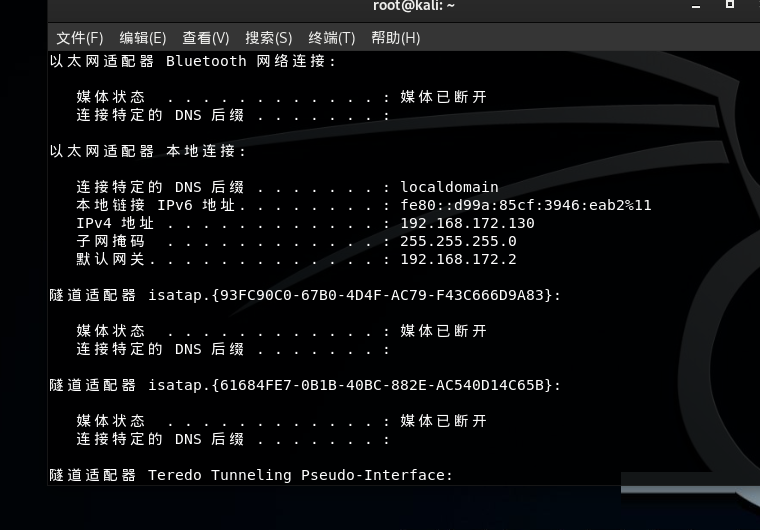 root@kali: ~
文件(F) 编辑(E) 查看(V) 搜索(S) 终端(T) 帮助(H)
以太网适配器 Bluetooth 网络连接:
媒体状态 . . . . . . . . . . . . : 媒体已断开
连接特定的 DNS 后缀 . . . . . . . :
以太网适配器 本地连接:
连接特定的 DNS 后缀 . . . . . . . : localdomain
本地链接 IPv6 地址. . . . . . . . : fe80::d99a:85cf:3946:eab2%11
IPv4 地址 . . . . . . . . . . . . : 192.168.172.130
子网掩码 . . . . . . . . . . . . : 255.255.255.0
默认网关. . . . . . . . . . . . . : 192.168.172.2
隧道适配器 isatap.{93FC90C0-67B0-4D4F-AC79-F43C666D9A83}:
媒体状态 . . . . . . . . . . . . : 媒体已断开
连接特定的 DNS 后缀 . . . . . . . :
隧道适配器 isatap.{61684FE7-0B1B-40BC-882E-AC540D14C65B}:
媒体状态 . . . . . . . . . . . . : 媒体已断开
连接特定的 DNS 后缀 . . . . . . . :
隧道适配器 Teredo Tunneling Pseudo-Interface: